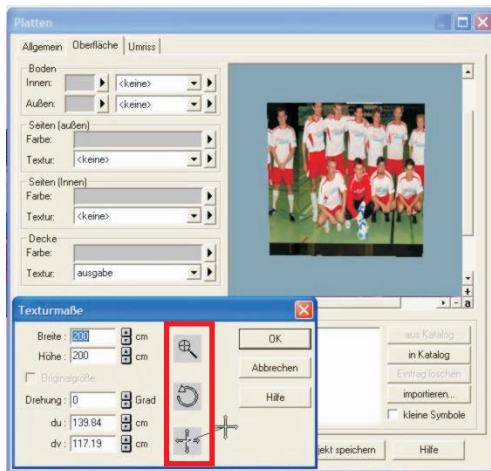 Platten
Allgemein Oberfläche Umriss
Boden
Innen: <keine>
Außen: <keine>
Seiten (außen)
Farbe:
Textur: <keine>
Seiten (Innen)
Farbe:
Textur: <keine>
Decke
Farbe:
Textur: ausgabe
a
Texturmaße
Breite : 200 cm
Höhe : 200 cm
Originalgröße
Drehung : 0 Grad
du : 139.84 cm
dv : 117.19 cm
OK
Abbrechen
Hilfe
aus Katalog
in Katalog
Eintrag löschen
importieren...
kleine Symbole
jekt speichern
Hilfe